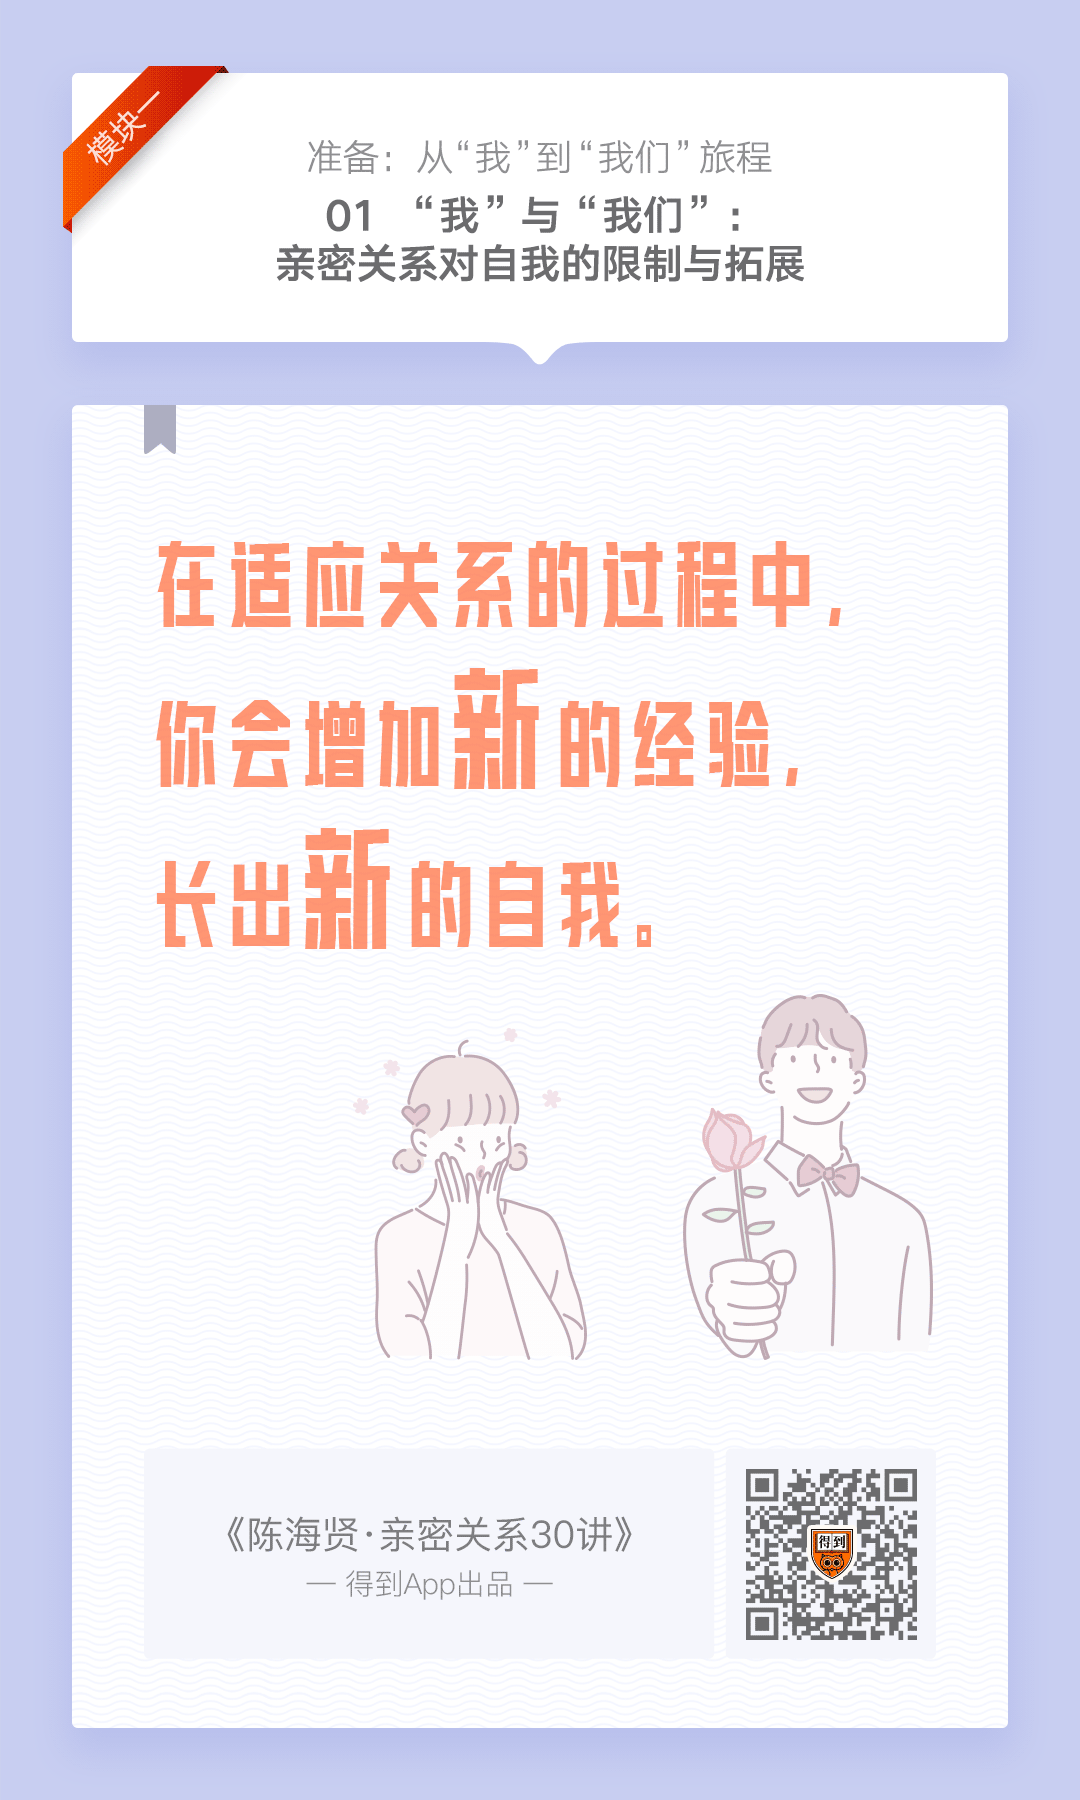 模块一
准备：从“我”到“我们”旅程
01 “我”与“我们”：
亲密关系对自我的限制与拓展
在适应关系的过程中，
你会增加新的经验，
长出新的自我。
《陈海贤·亲密关系30讲》
— 得到App出品 —
得到